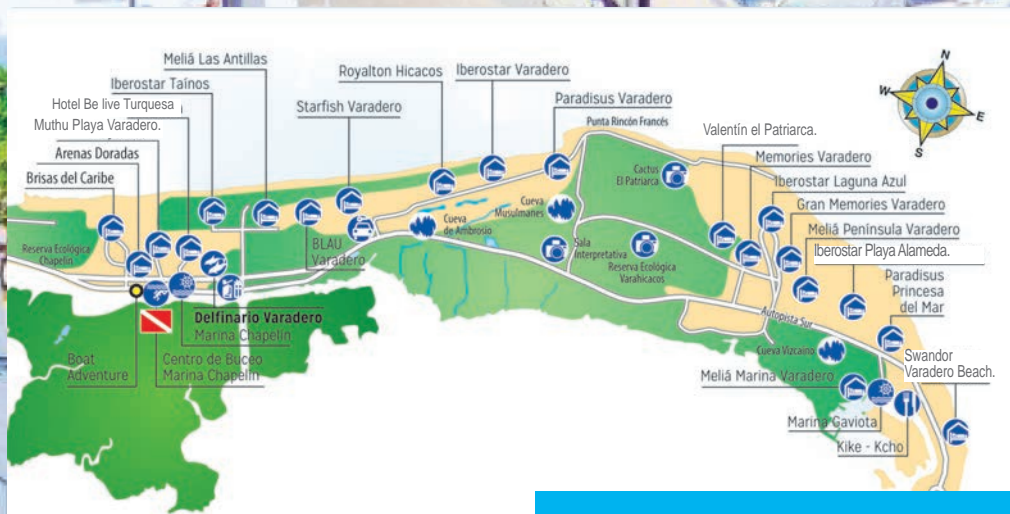 Meliá Las Antillas
Iberostar Taínos
Hotel Be live Turquesa
Muthu Playa Varadero.
Arenas Doradas
Brisas del Caribe
Royalton Hicacos
Iberostar Varadero
Starfish Varadero
Paradisus Varadero
Punta Rincón Francés
Valentín el Patriarca.
Memories Varadero
Iberostar Laguna Azul
Gran Memories Varadero
Meliá Península Varadero
Iberostar Playa Alameda.
Paradisus
Princesa
del Mar
Swandor
Varadero Beach.
N
W
E
S
Cactus
El Patriarca
Cueva
Musulmanes
Cueva
de Ambrosio
Sala
Interpretativa
Reserva Ecológica
Varahicacos
Reserva Ecológica
Chapelín
BLAU
Varadero
Delfinario Varadero
Marina Chapelin
Boat
Adventure
Centro de Buceo
Marina Chapelín
Autopista Sur
Cueva Vizcaino
Meliá Marina Varadero
Marina Gaviota
Kike - Kcho